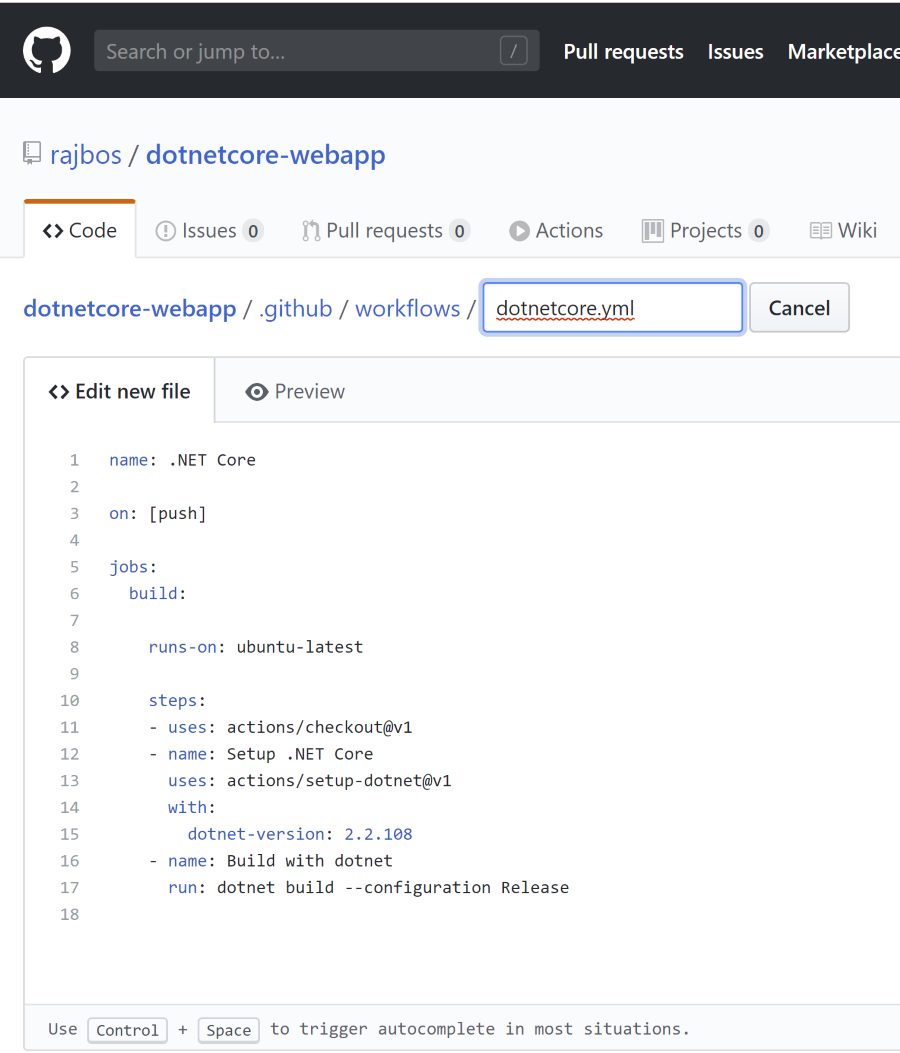 Search or jump to... /
Pull requests Issues Marketplace
rajbos / dotnetcore-webapp
<> Code Issues 0 Pull requests 0 Actions Projects 0 Wiki
dotnetcore-webapp / .github / workflows / dotnetcore.yml Cancel
<> Edit new file Preview
1 name: .NET Core
2
3 on: [push]
4
5 jobs:
6 build:
7
8 runs-on: ubuntu-latest
9
10 steps:
11 - uses: actions/checkout@v1
12 - name: Setup .NET Core
13 uses: actions/setup-dotnet@v1
14 with:
15 dotnet-version: 2.2.108
16 - name: Build with dotnet
17 run: dotnet build --configuration Release
18
Use Control + Space to trigger autocomplete in most situations.